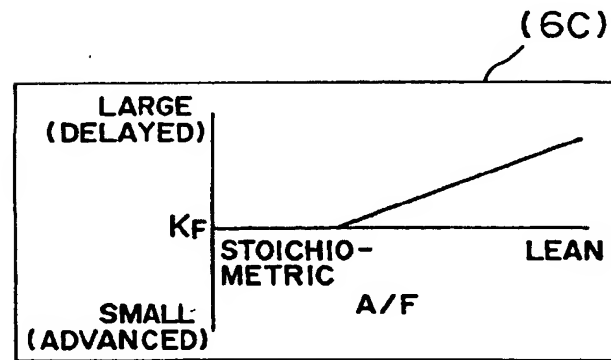 (6C)
LARGE
(DELAYED)
KF
STOICHIO-
METRIC
LEAN
A/F
SMALL
(ADVANCED)